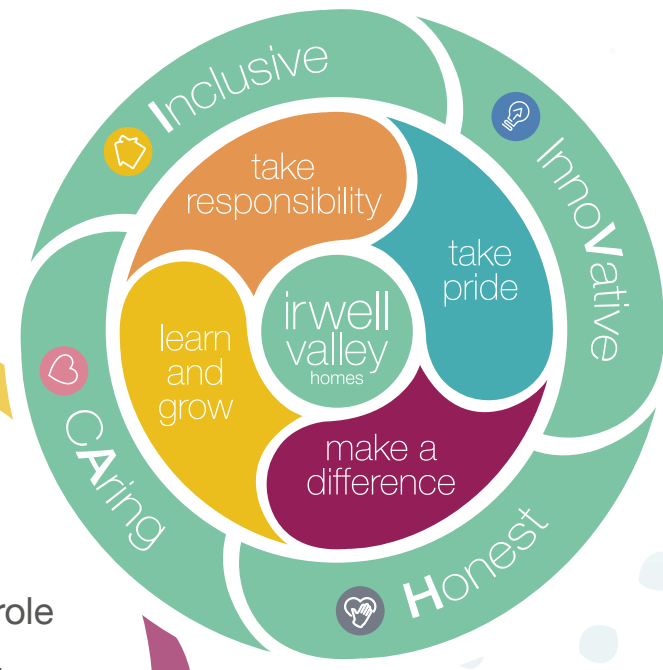 Inclusive
InnoVative
take
responsibility
take
pride
irwell
valley
homes
learn
and
grow
make a
difference
CAring
Honest
role